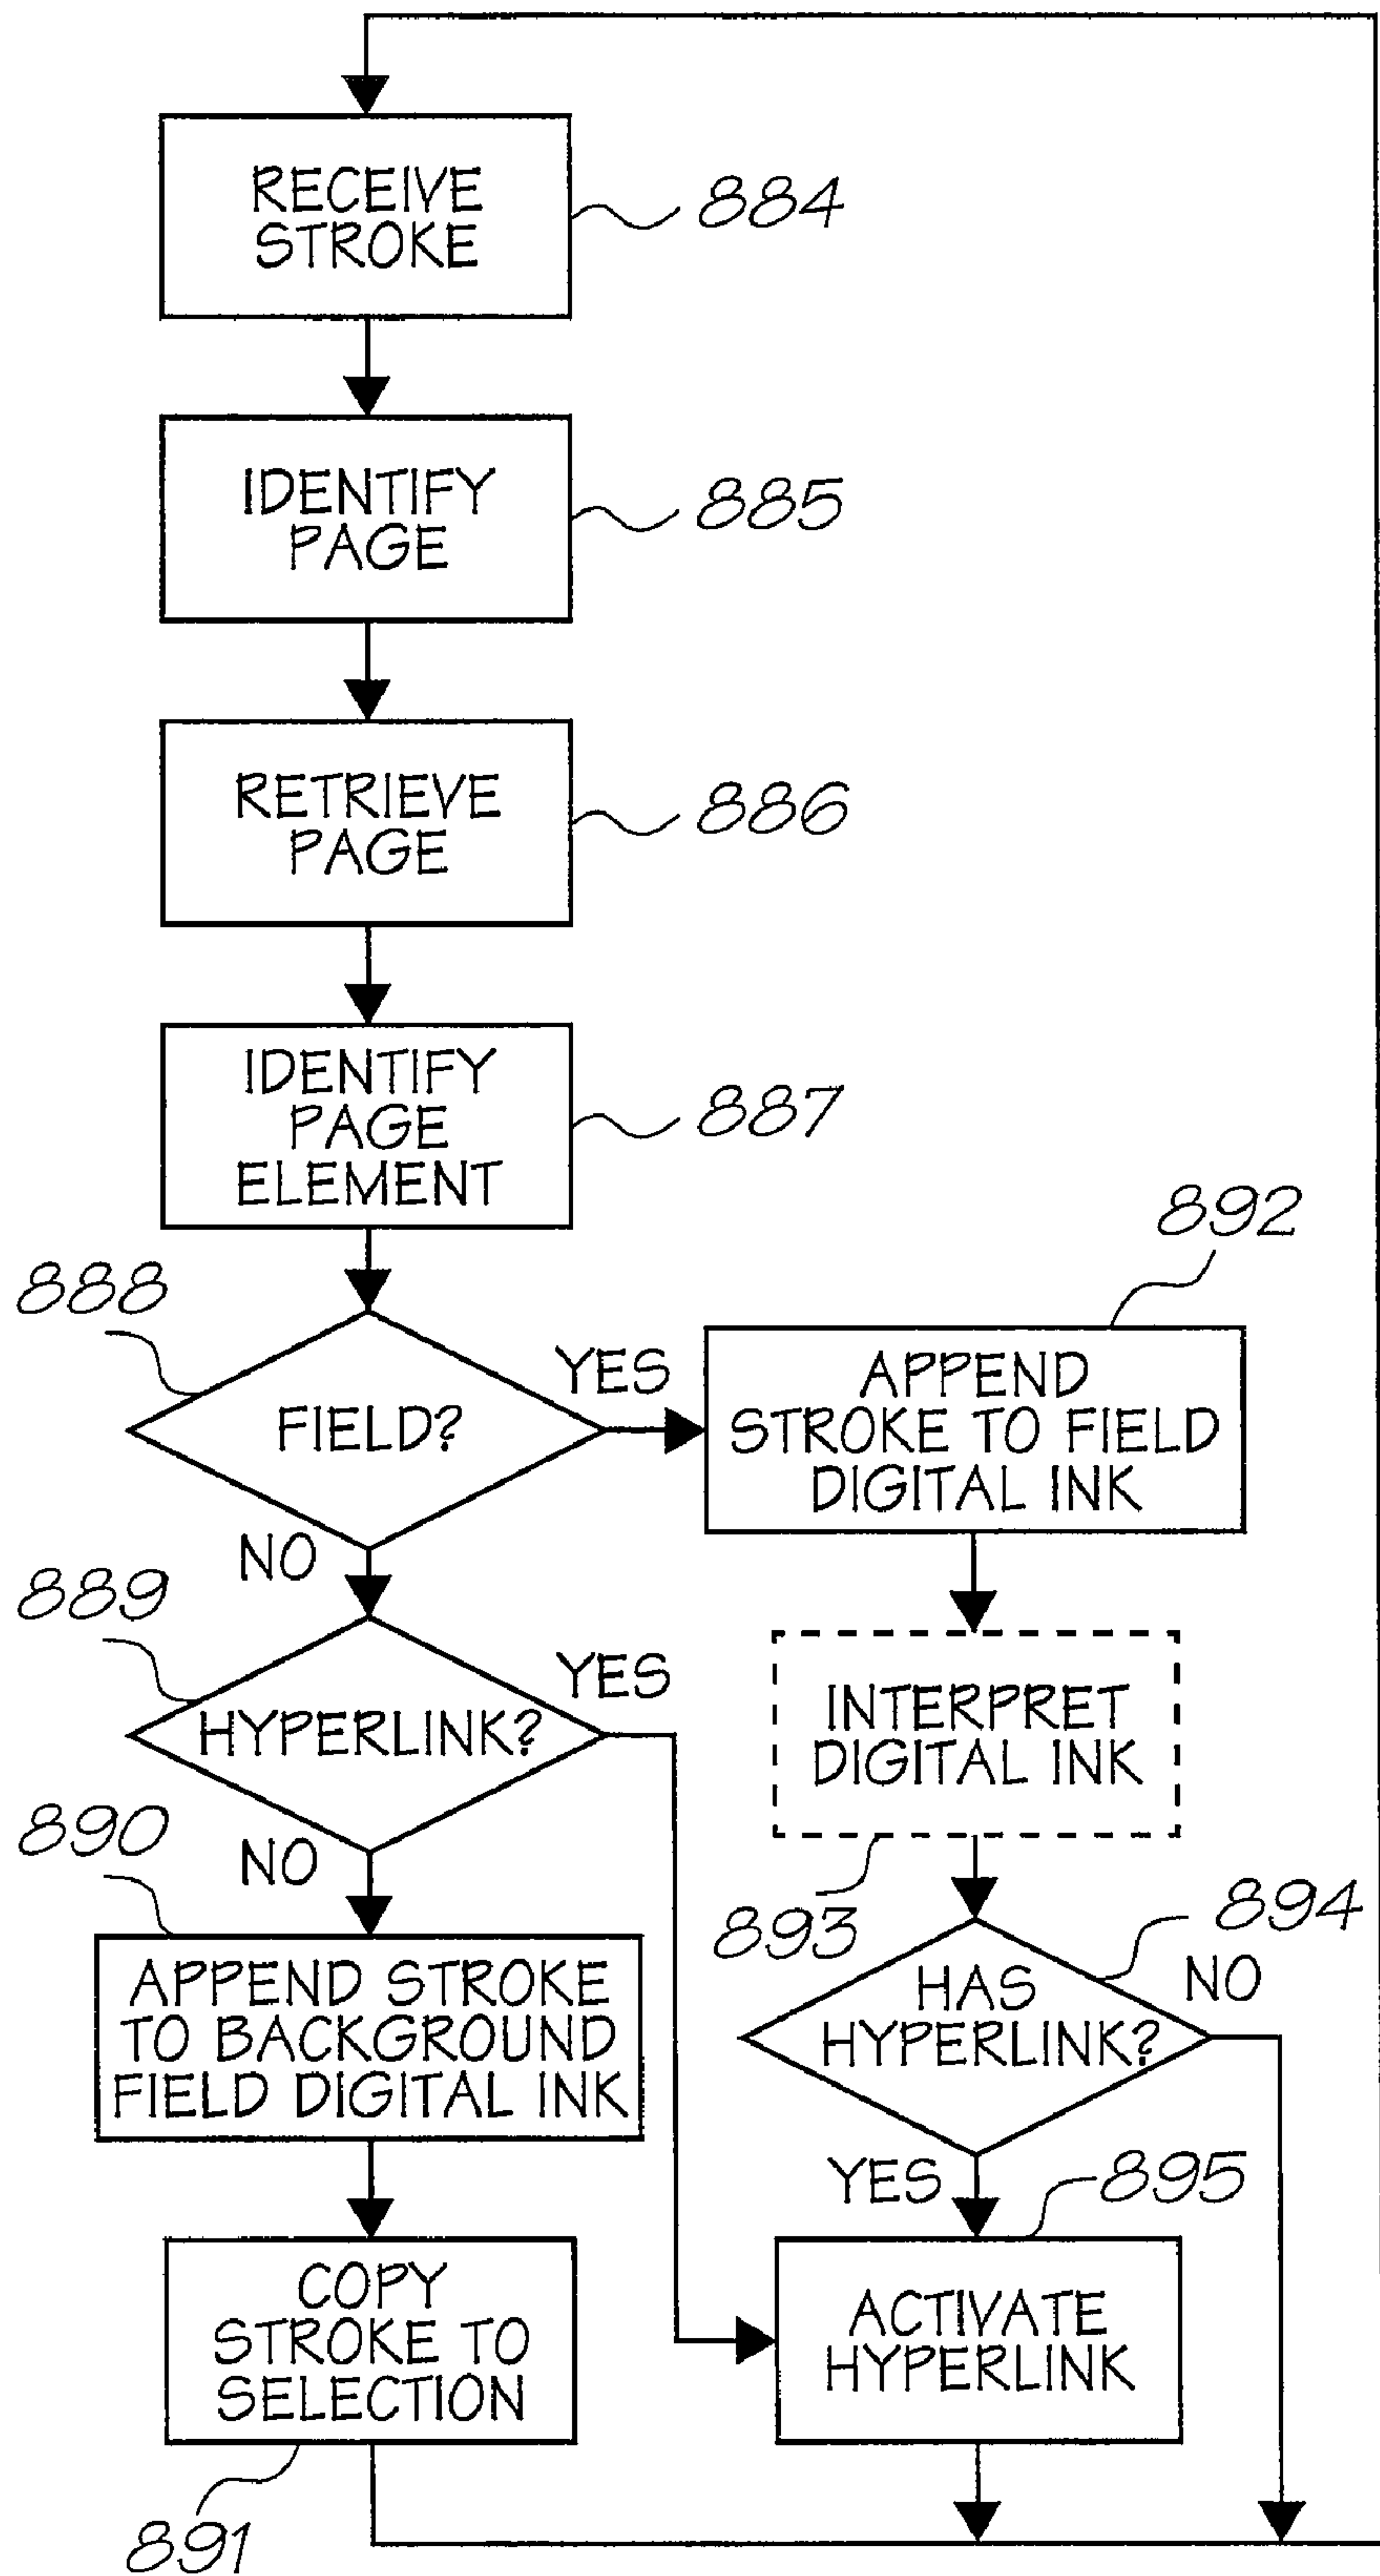 RECEIVE
STROKE
884
IDENTIFY
PAGE
885
RETRIEVE
PAGE
886
IDENTIFY
PAGE
ELEMENT
887
888
FIELD?
YES
NO
892
APPEND
STROKE TO FIELD
DIGITAL INK
889
HYPERLINK?
YES
NO
INTERPRET
DIGITAL INK
893
890
APPEND STROKE
TO BACKGROUND
FIELD DIGITAL INK
894
HAS
HYPERLINK?
NO
YES
895
COPY
STROKE TO
SELECTION
891
ACTIVATE
HYPERLINK